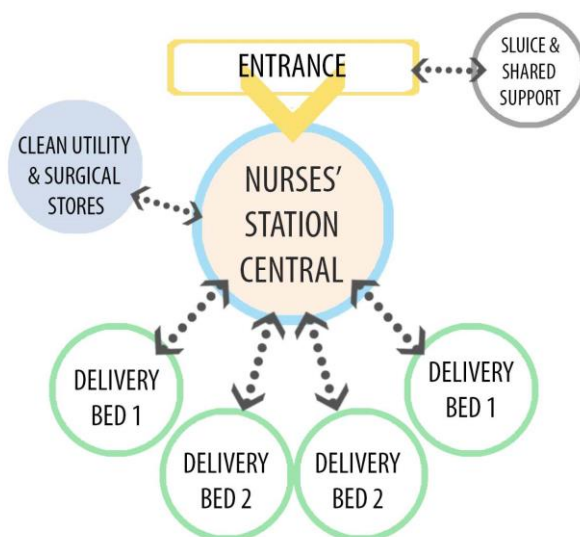 ENTRANCE
SLUICE &
SHARED
SUPPORT
CLEAN UTILITY
& SURGICAL
STORES
NURSES’
STATION
CENTRAL
DELIVERY
BED 1
DELIVERY
BED 2
DELIVERY
BED 2
DELIVERY
BED 1